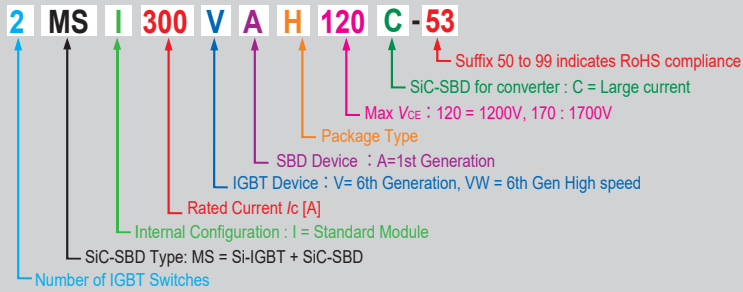 2 MS I 300 V A H 120 C - 53
Suffix 50 to 99 indicates RoHS compliance
SiC-SBD for converter : C = Large current
Max VCE : 120 = 1200V, 170 : 1700V
Package Type
SBD Device : A=1st Generation
IGBT Device : V= 6th Generation, VW = 6th Gen High speed
Rated Current Ic [A]
Internal Configuration : I = Standard Module
SiC-SBD Type: MS = Si-IGBT + SiC-SBD
Number of IGBT Switches